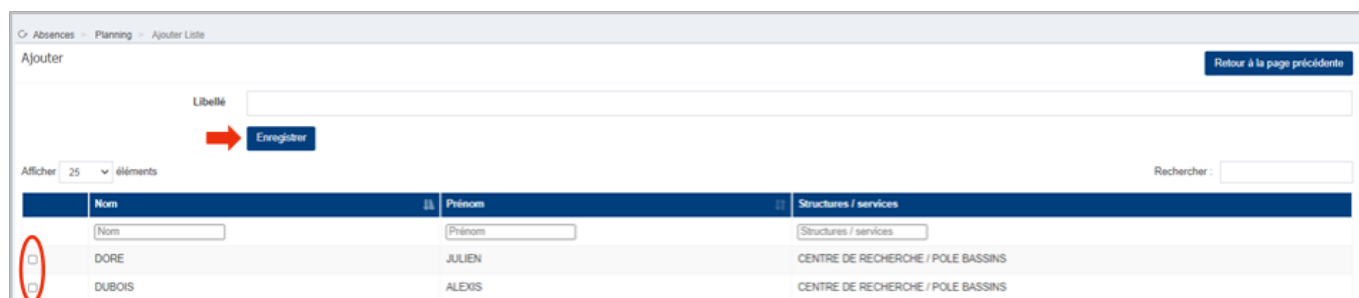 Absences > Planning > Ajouter Liste
Ajouter
Retour à la page précédente
Libellé
Enregistrer
Afficher 25 éléments
Rechercher :
Nom Prénom Structures / services
Nom Prénom Structures / services
DORE JULIEN CENTRE DE RECHERCHE / POLE BASSINS
DUBOIS ALEXIS CENTRE DE RECHERCHE / POLE BASSINS